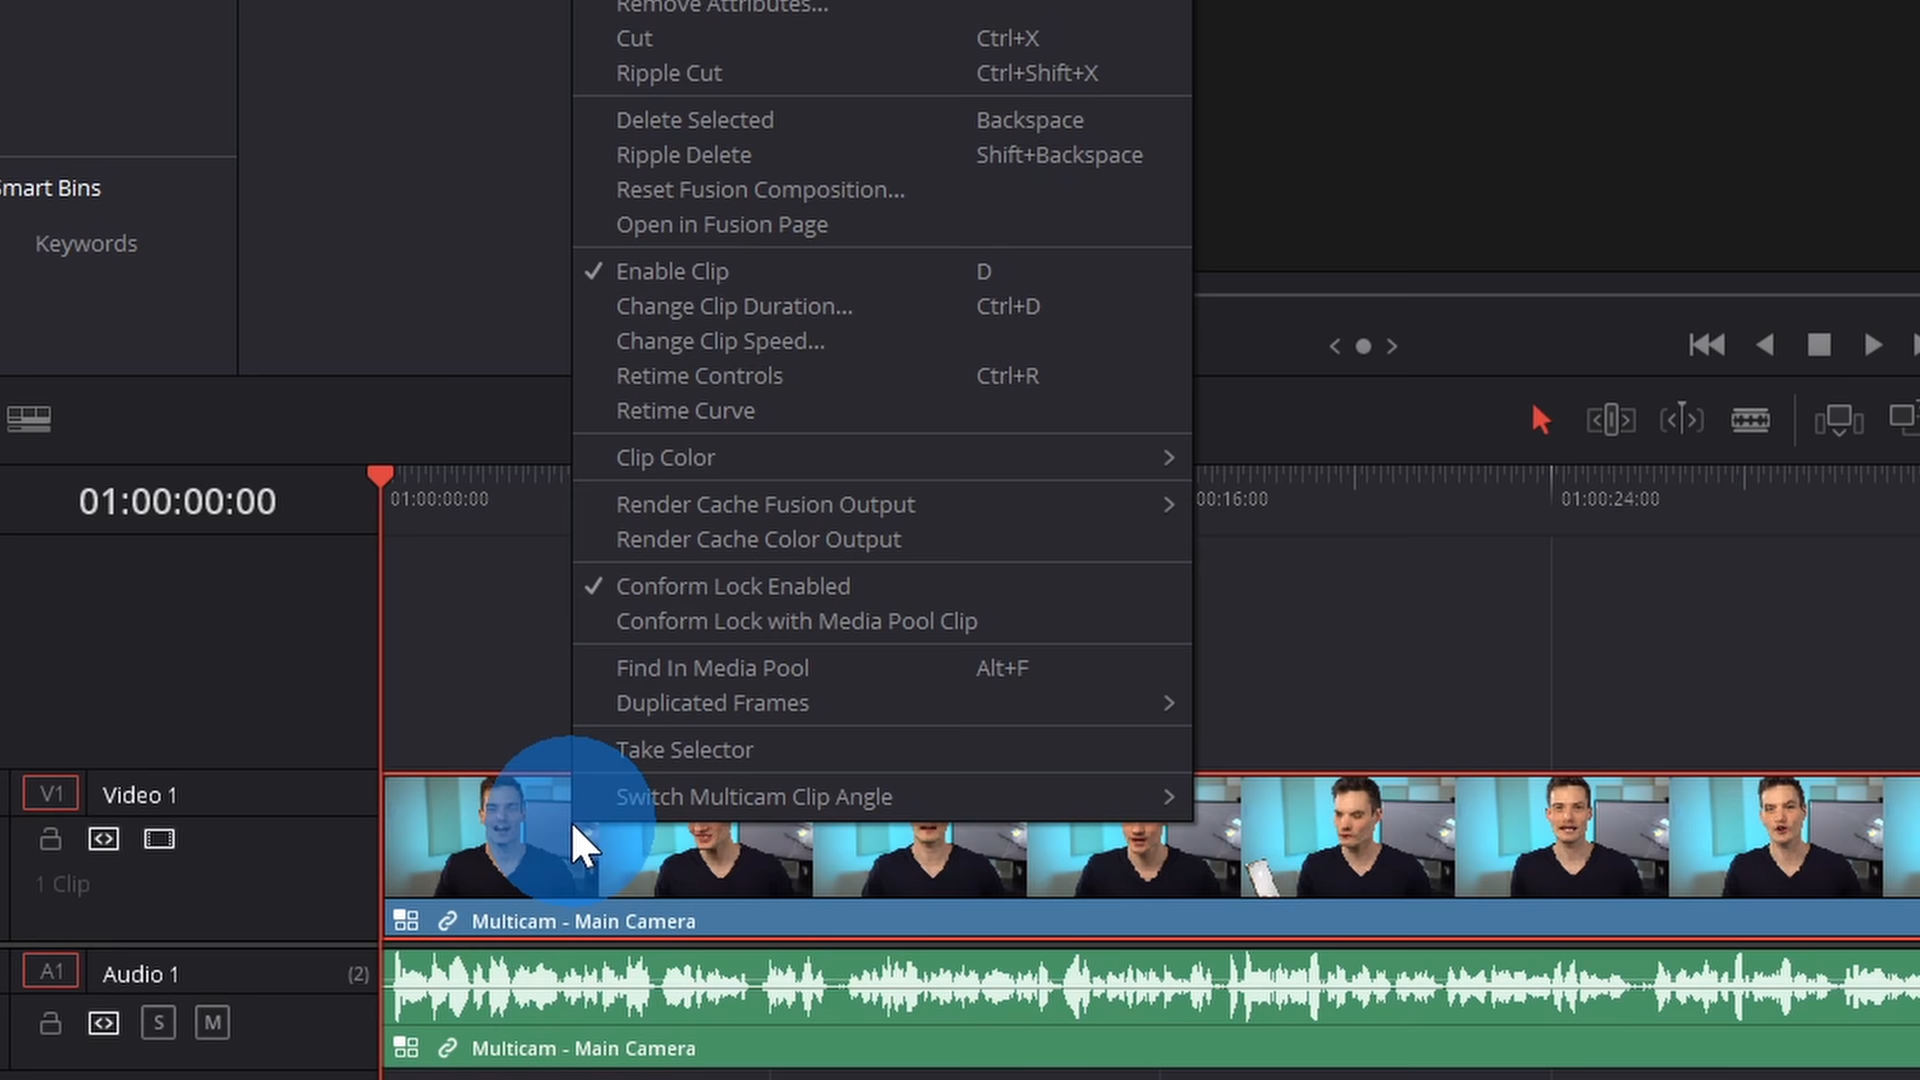 Remove Attributes...
Cut Ctrl+X
Ripple Cut Ctrl+Shift+X
Delete Selected Backspace
Ripple Delete Shift+Backspace
Reset Fusion Composition...
Open in Fusion Page
Smart Bins
Keywords
Enable Clip D
Change Clip Duration... Ctrl+D
Change Clip Speed...
Retime Controls Ctrl+R
Retime Curve
Clip Color
Render Cache Fusion Output
Render Cache Color Output
Conform Lock Enabled
Conform Lock with Media Pool Clip
Find In Media Pool Alt+F
Duplicated Frames
Take Selector
Switch Multicam Clip Angle
01:00:00:00
01:00:00:00
00:16:00
01:00:24:00
V1 Video 1
1 Clip
Multicam - Main Camera
A1 Audio 1 (2)
S M
Multicam - Main Camera